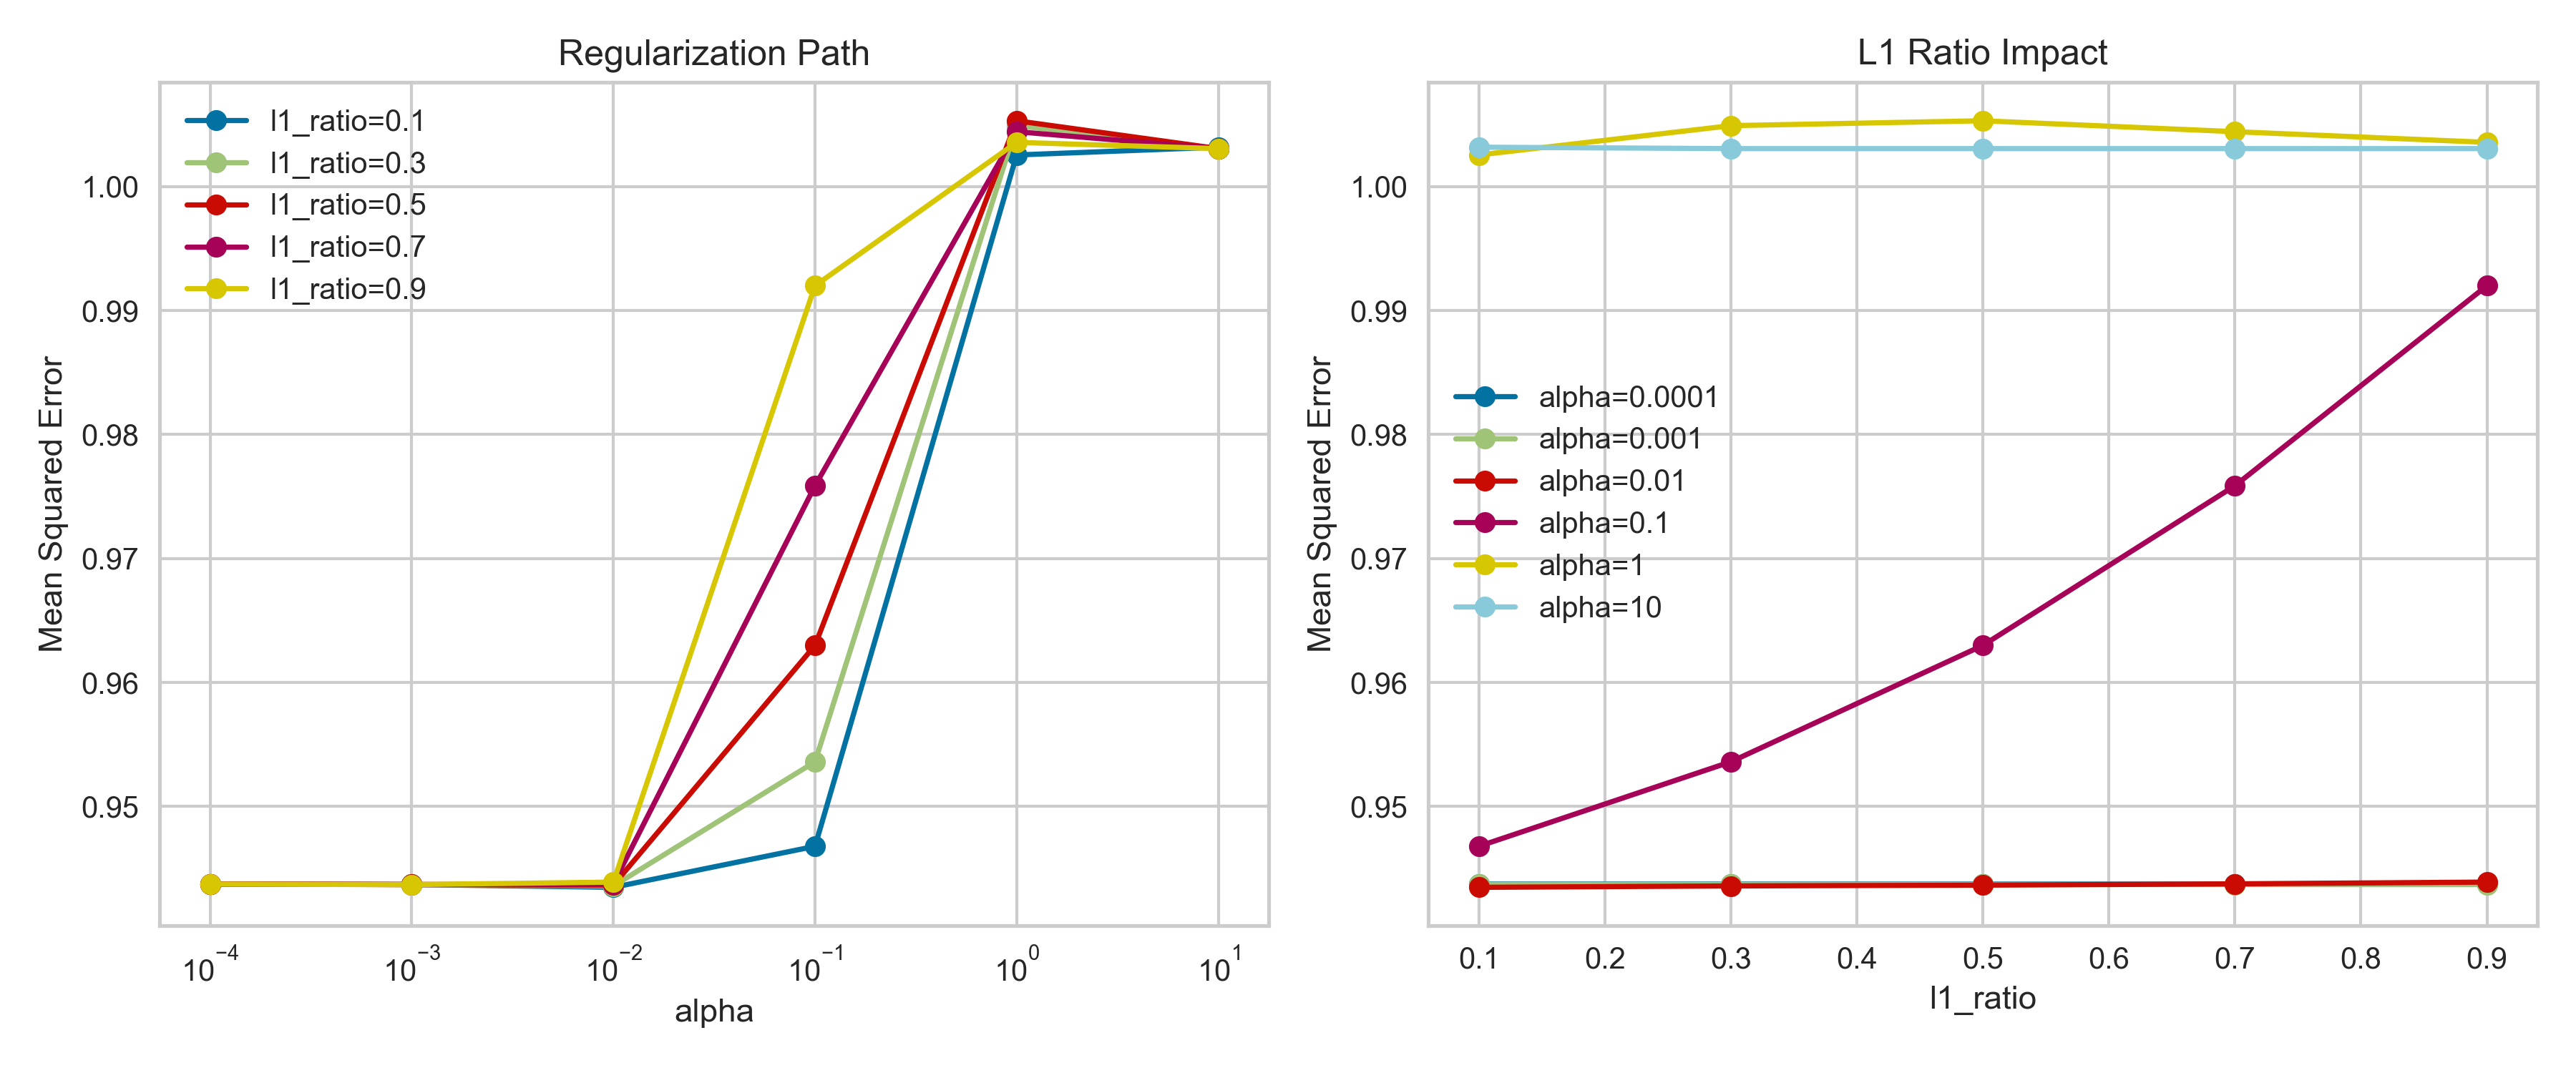 Regularization Path
l1_ratio=0.1
l1_ratio=0.3
l1_ratio=0.5
l1_ratio=0.7
l1_ratio=0.9
1.00
0.99
0.98
0.97
0.96
0.95
Mean Squared Error
10⁻⁴ 10⁻³ 10⁻² 10⁻¹ 10⁰ 10¹
alpha
L1 Ratio Impact
1.00
0.99
0.98
0.97
0.96
0.95
Mean Squared Error
alpha=0.0001
alpha=0.001
alpha=0.01
alpha=0.1
alpha=1
alpha=10
0.1 0.2 0.3 0.4 0.5 0.6 0.7 0.8 0.9
l1_ratio